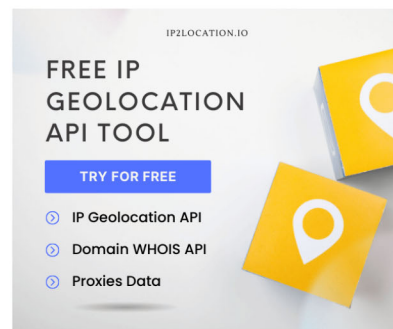 IP2LOCATION.IO
FREE IP
GEOLOCATION
API TOOL
TRY FOR FREE
IP Geolocation API
Domain WHOIS API
Proxies Data